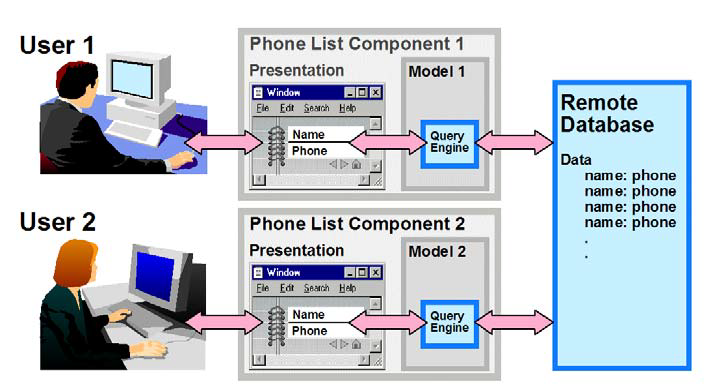 User 1
Phone List Component 1
Presentation
Model 1
Window
File Edit Search Help
Name
Phone
Query
Engine
Remote
Database
Data
name: phone
name: phone
name: phone
name: phone
.
.
User 2
Phone List Component 2
Presentation
Model 2
Window
File Edit Search Help
Name
Phone
Query
Engine